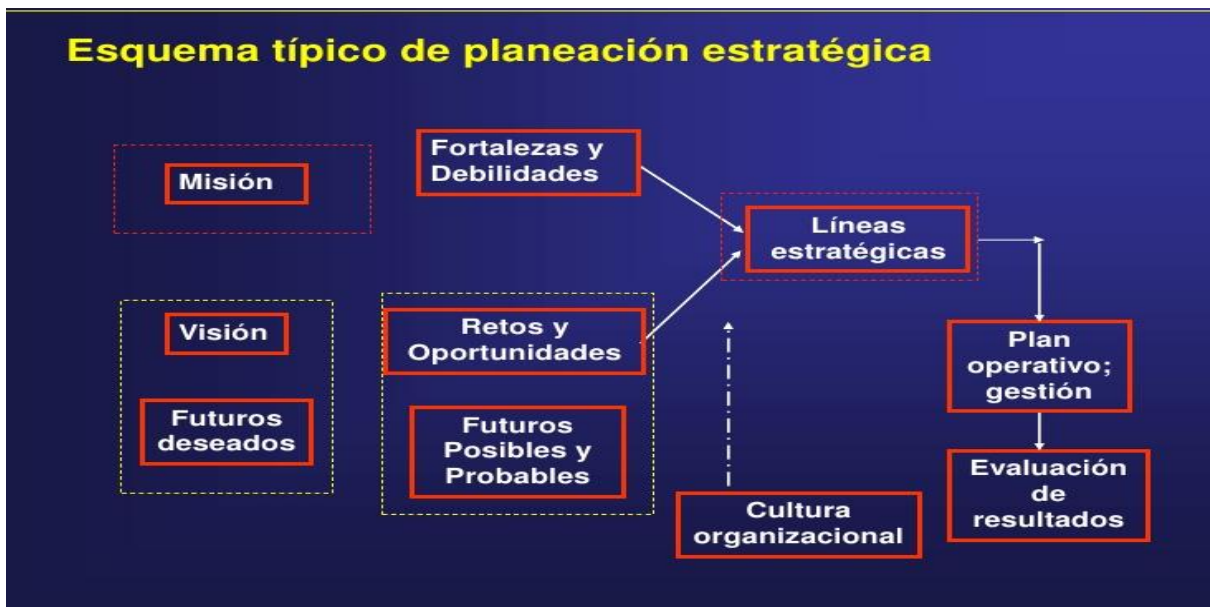 Esquema típico de planeación estratégica
Misión
Fortalezas y
Debilidades
Líneas
estratégicas
Visión
Futuros
deseados
Retos y
Oportunidades
Futuros
Posibles y
Probables
Cultura
organizacional
Plan
operativo;
gestión
Evaluación
de
resultados